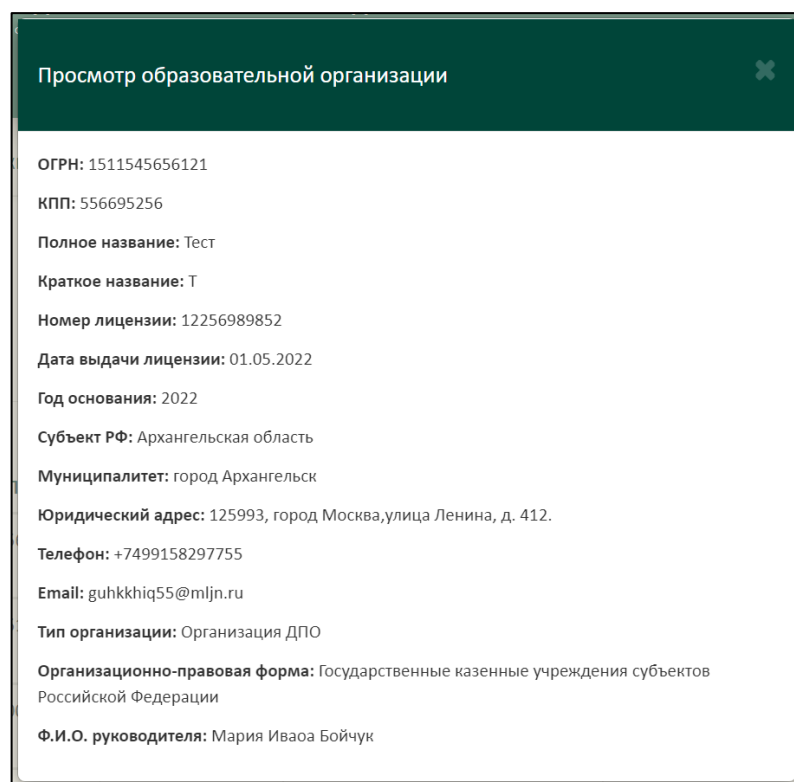 Просмотр образовательной организации
ОГРН: 1511545656121
КПП: 556695256
Полное название: Тест
Краткое название: Т
Номер лицензии: 12256989852
Дата выдачи лицензии: 01.05.2022
Год основания: 2022
Субъект РФ: Архангельская область
Муниципалитет: город Архангельск
Юридический адрес: 125993, город Москва,улица Ленина, д. 412.
Телефон: +7499158297755
Email: guhkkhiq55@mljn.ru
Тип организации: Организация ДПО
Организационно-правовая форма: Государственные казенные учреждения субъектов
Российской Федерации
Ф.И.О. руководителя: Мария Иваоа Бойчук